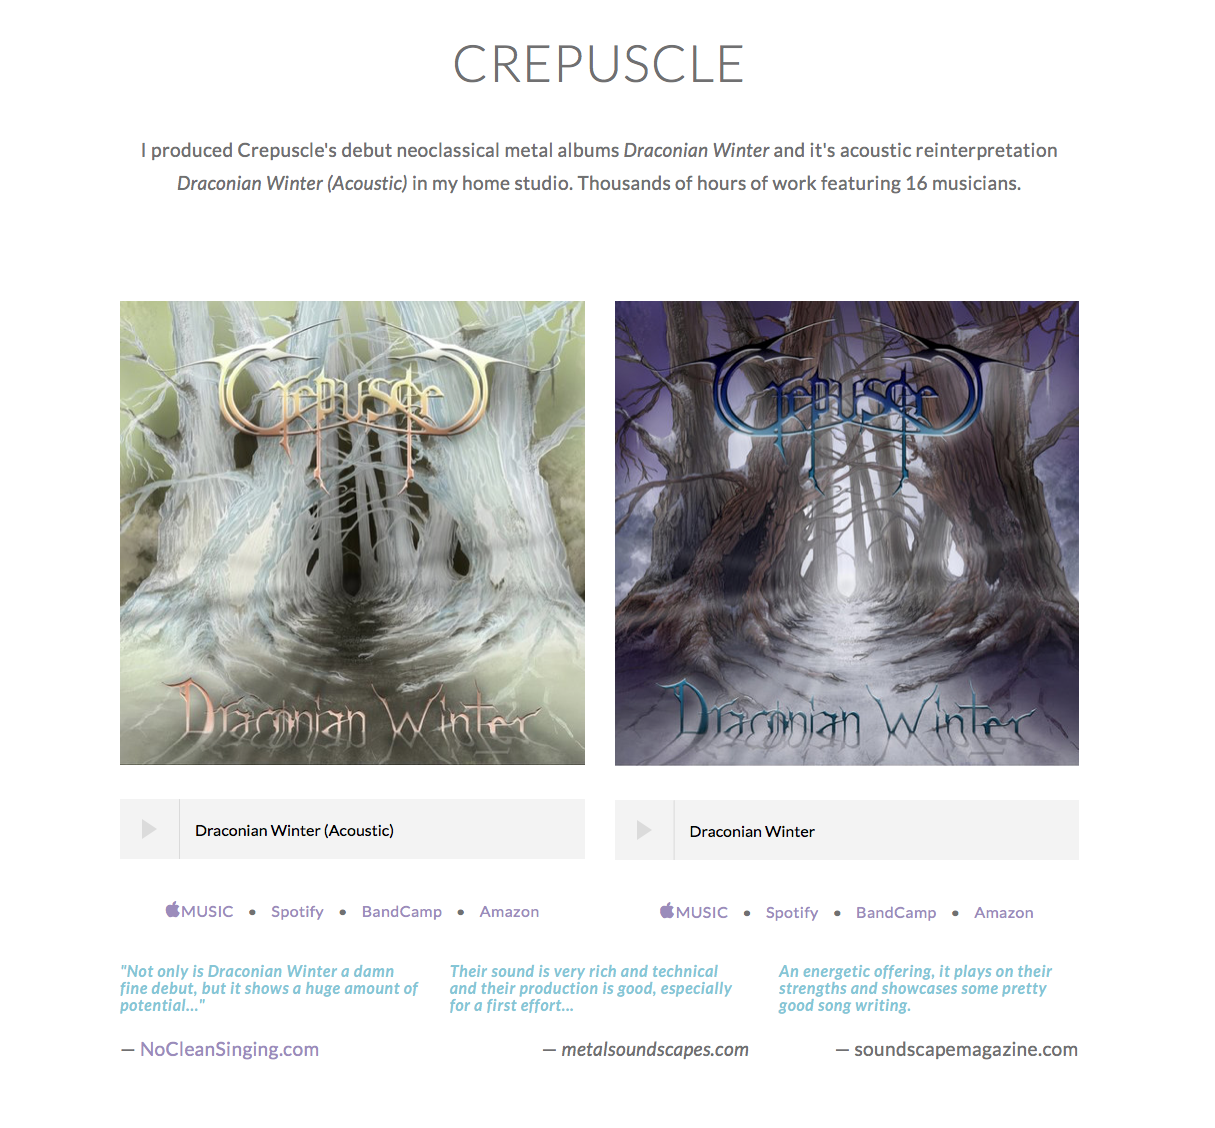 CREPUSCLE
I produced Crepuscle's debut neoclassical metal albums Draconian Winter and it's acoustic reinterpretation
Draconian Winter (Acoustic) in my home studio. Thousands of hours of work featuring 16 musicians.
Crepuscle
Draconian Winter
Crepuscle
Draconian Winter
Draconian Winter (Acoustic)
Draconian Winter
MUSIC • Spotify • BandCamp • Amazon
MUSIC • Spotify • BandCamp • Amazon
"Not only is Draconian Winter a damn
fine debut, but it shows a huge amount of
potential..."
— NoCleanSinging.com
Their sound is very rich and technical
and their production is good, especially
for a first effort...
— metalsoundscapes.com
An energetic offering, it plays on their
strengths and showcases some pretty
good song writing.
— soundscapemagazine.com